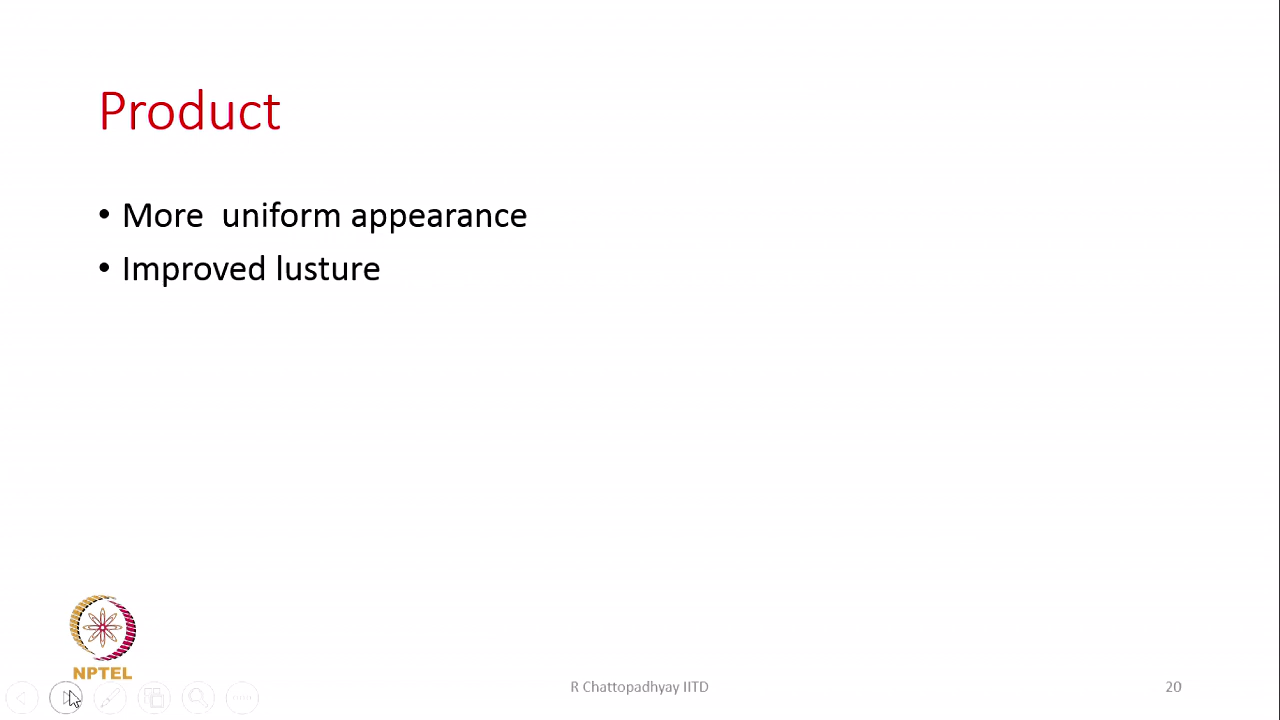 Product
• More uniform appearance
• Improved lusture
NPTEL
R Chattopadhyay IITD
20